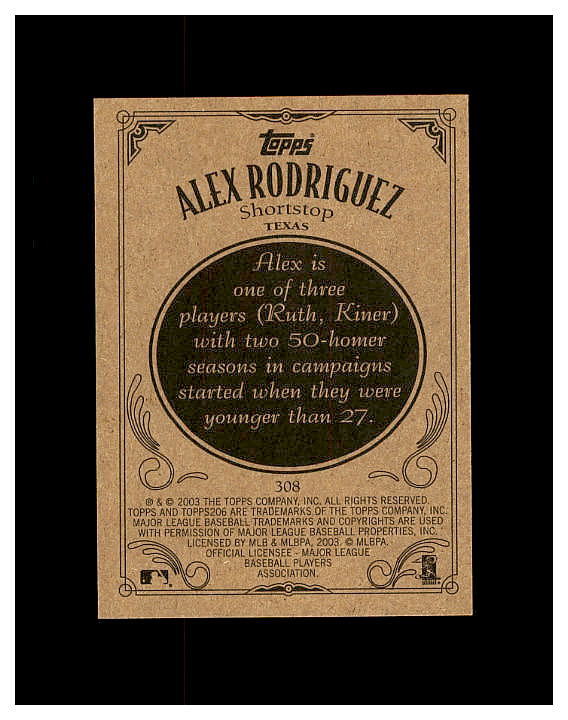 Topps
ALEX RODRIGUEZ
Shortstop
TEXAS
Alex is
one of three
players (Ruth, Kiner)
with two 50-homer
seasons in campaigns
started when they were
younger than 27.
308
® & © 2003 THE TOPPS COMPANY, INC. ALL RIGHTS RESERVED.
TOPPS AND TOPPS206 ARE TRADEMARKS OF THE TOPPS COMPANY, INC.
MAJOR LEAGUE BASEBALL TRADEMARKS AND COPYRIGHTS ARE USED
WITH PERMISSION OF MAJOR LEAGUE BASEBALL PROPERTIES, INC.
LICENSED BY MLB & MLBPA, 2003. © MLBPA.
OFFICIAL LICENSEE - MAJOR LEAGUE
BASEBALL PLAYERS
ASSOCIATION.